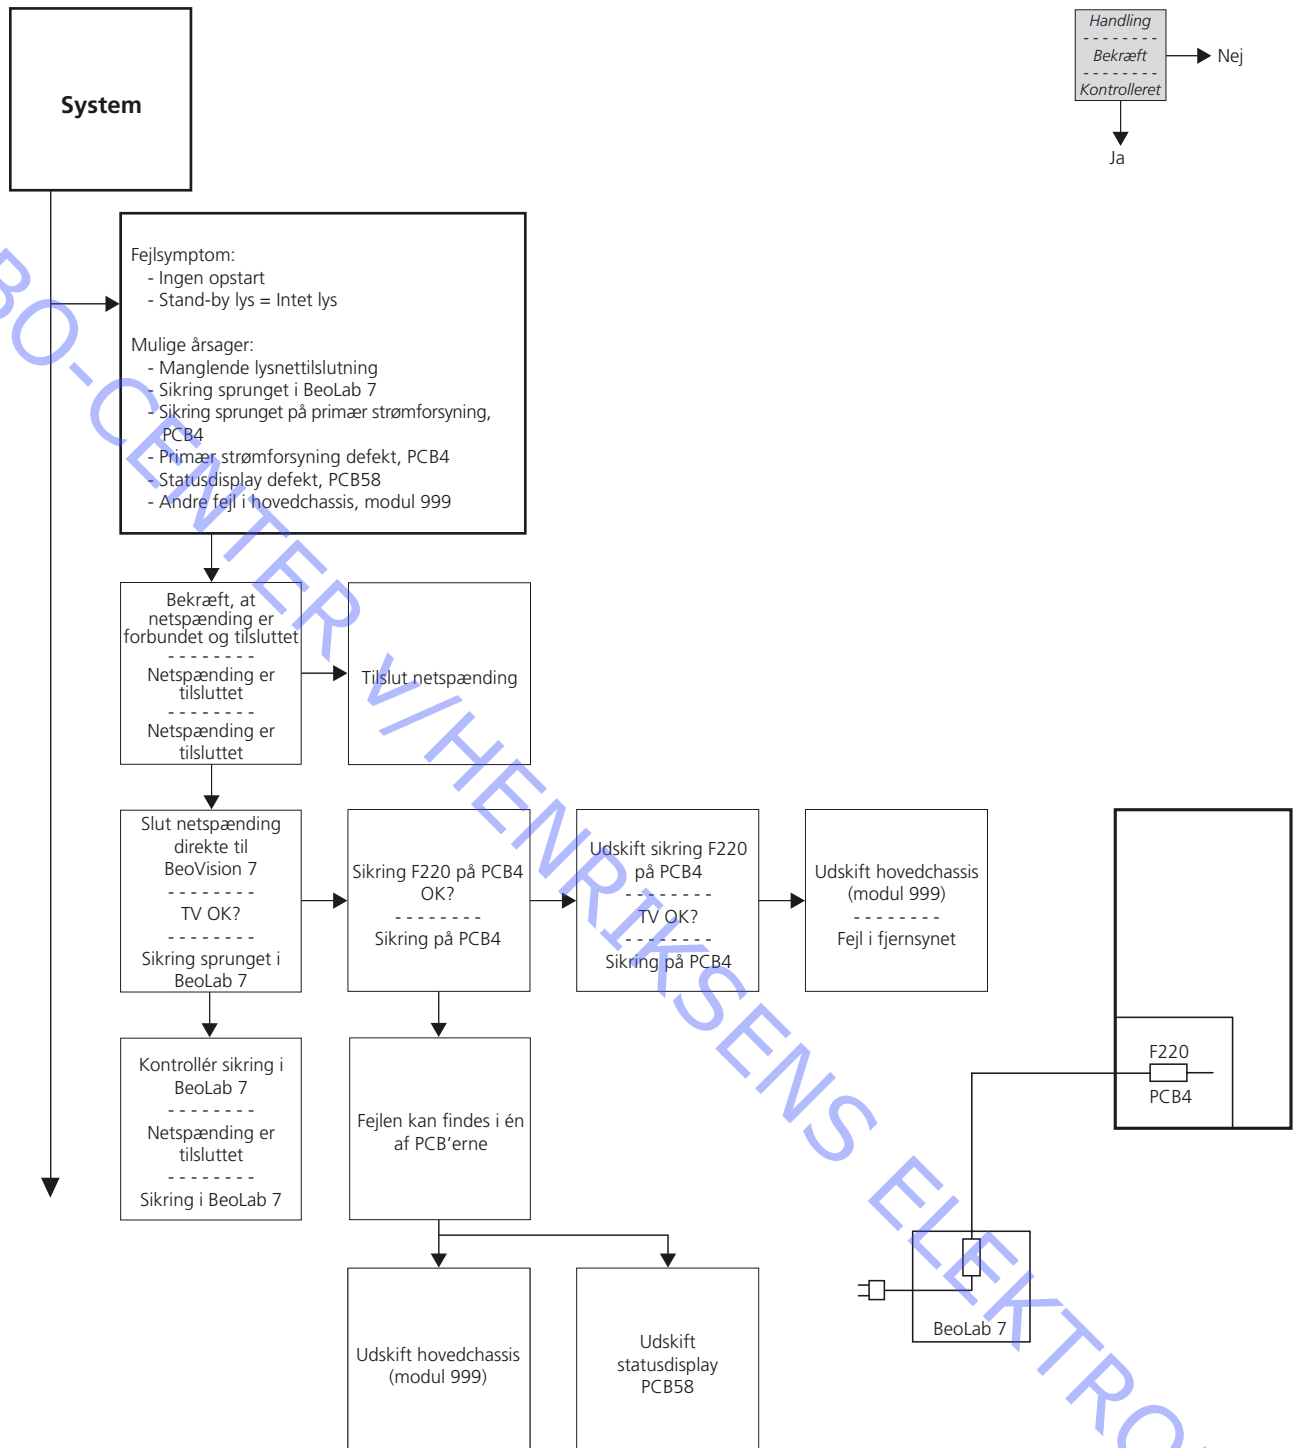 System
Handling
Bekræft
Kontrolleret
Nej
Ja
Fejlsymptom:
- Ingen opstart
- Stand-by lys = Intet lys
Mulige årsager:
- Manglende lysnettilslutning
- Sikring sprunget i BeoLab 7
- Sikring sprunget på primær strømforsyning,
PCB4
- Primær strømforsyning defekt, PCB4
- Statusdisplay defekt, PCB58
- Andre fejl i hovedchassis, modul 999
Bekræft, at
netspænding er
forbundet og tilsluttet
Netspænding er
tilsluttet
Netspænding er
tilsluttet
Tilslut netspænding
Slut netspænding
direkte til
BeoVision 7
TV OK?
Sikring sprunget i
BeoLab 7
Sikring F220 på PCB4
OK?
Sikring på PCB4
Udskift sikring F220
på PCB4
TV OK?
Sikring på PCB4
Udskift hovedchassis
(modul 999)
Fejl i fjernsynet
Kontrollér sikring i
BeoLab 7
Netspænding er
tilsluttet
Sikring i BeoLab 7
Fejlen kan findes i én
af PCB'erne
Udskift hovedchassis
(modul 999)
Udskift
statusdisplay
PCB58
F220
PCB4
BeoLab 7
BO-CENTER v/HENRIKSENS ELEKTRO